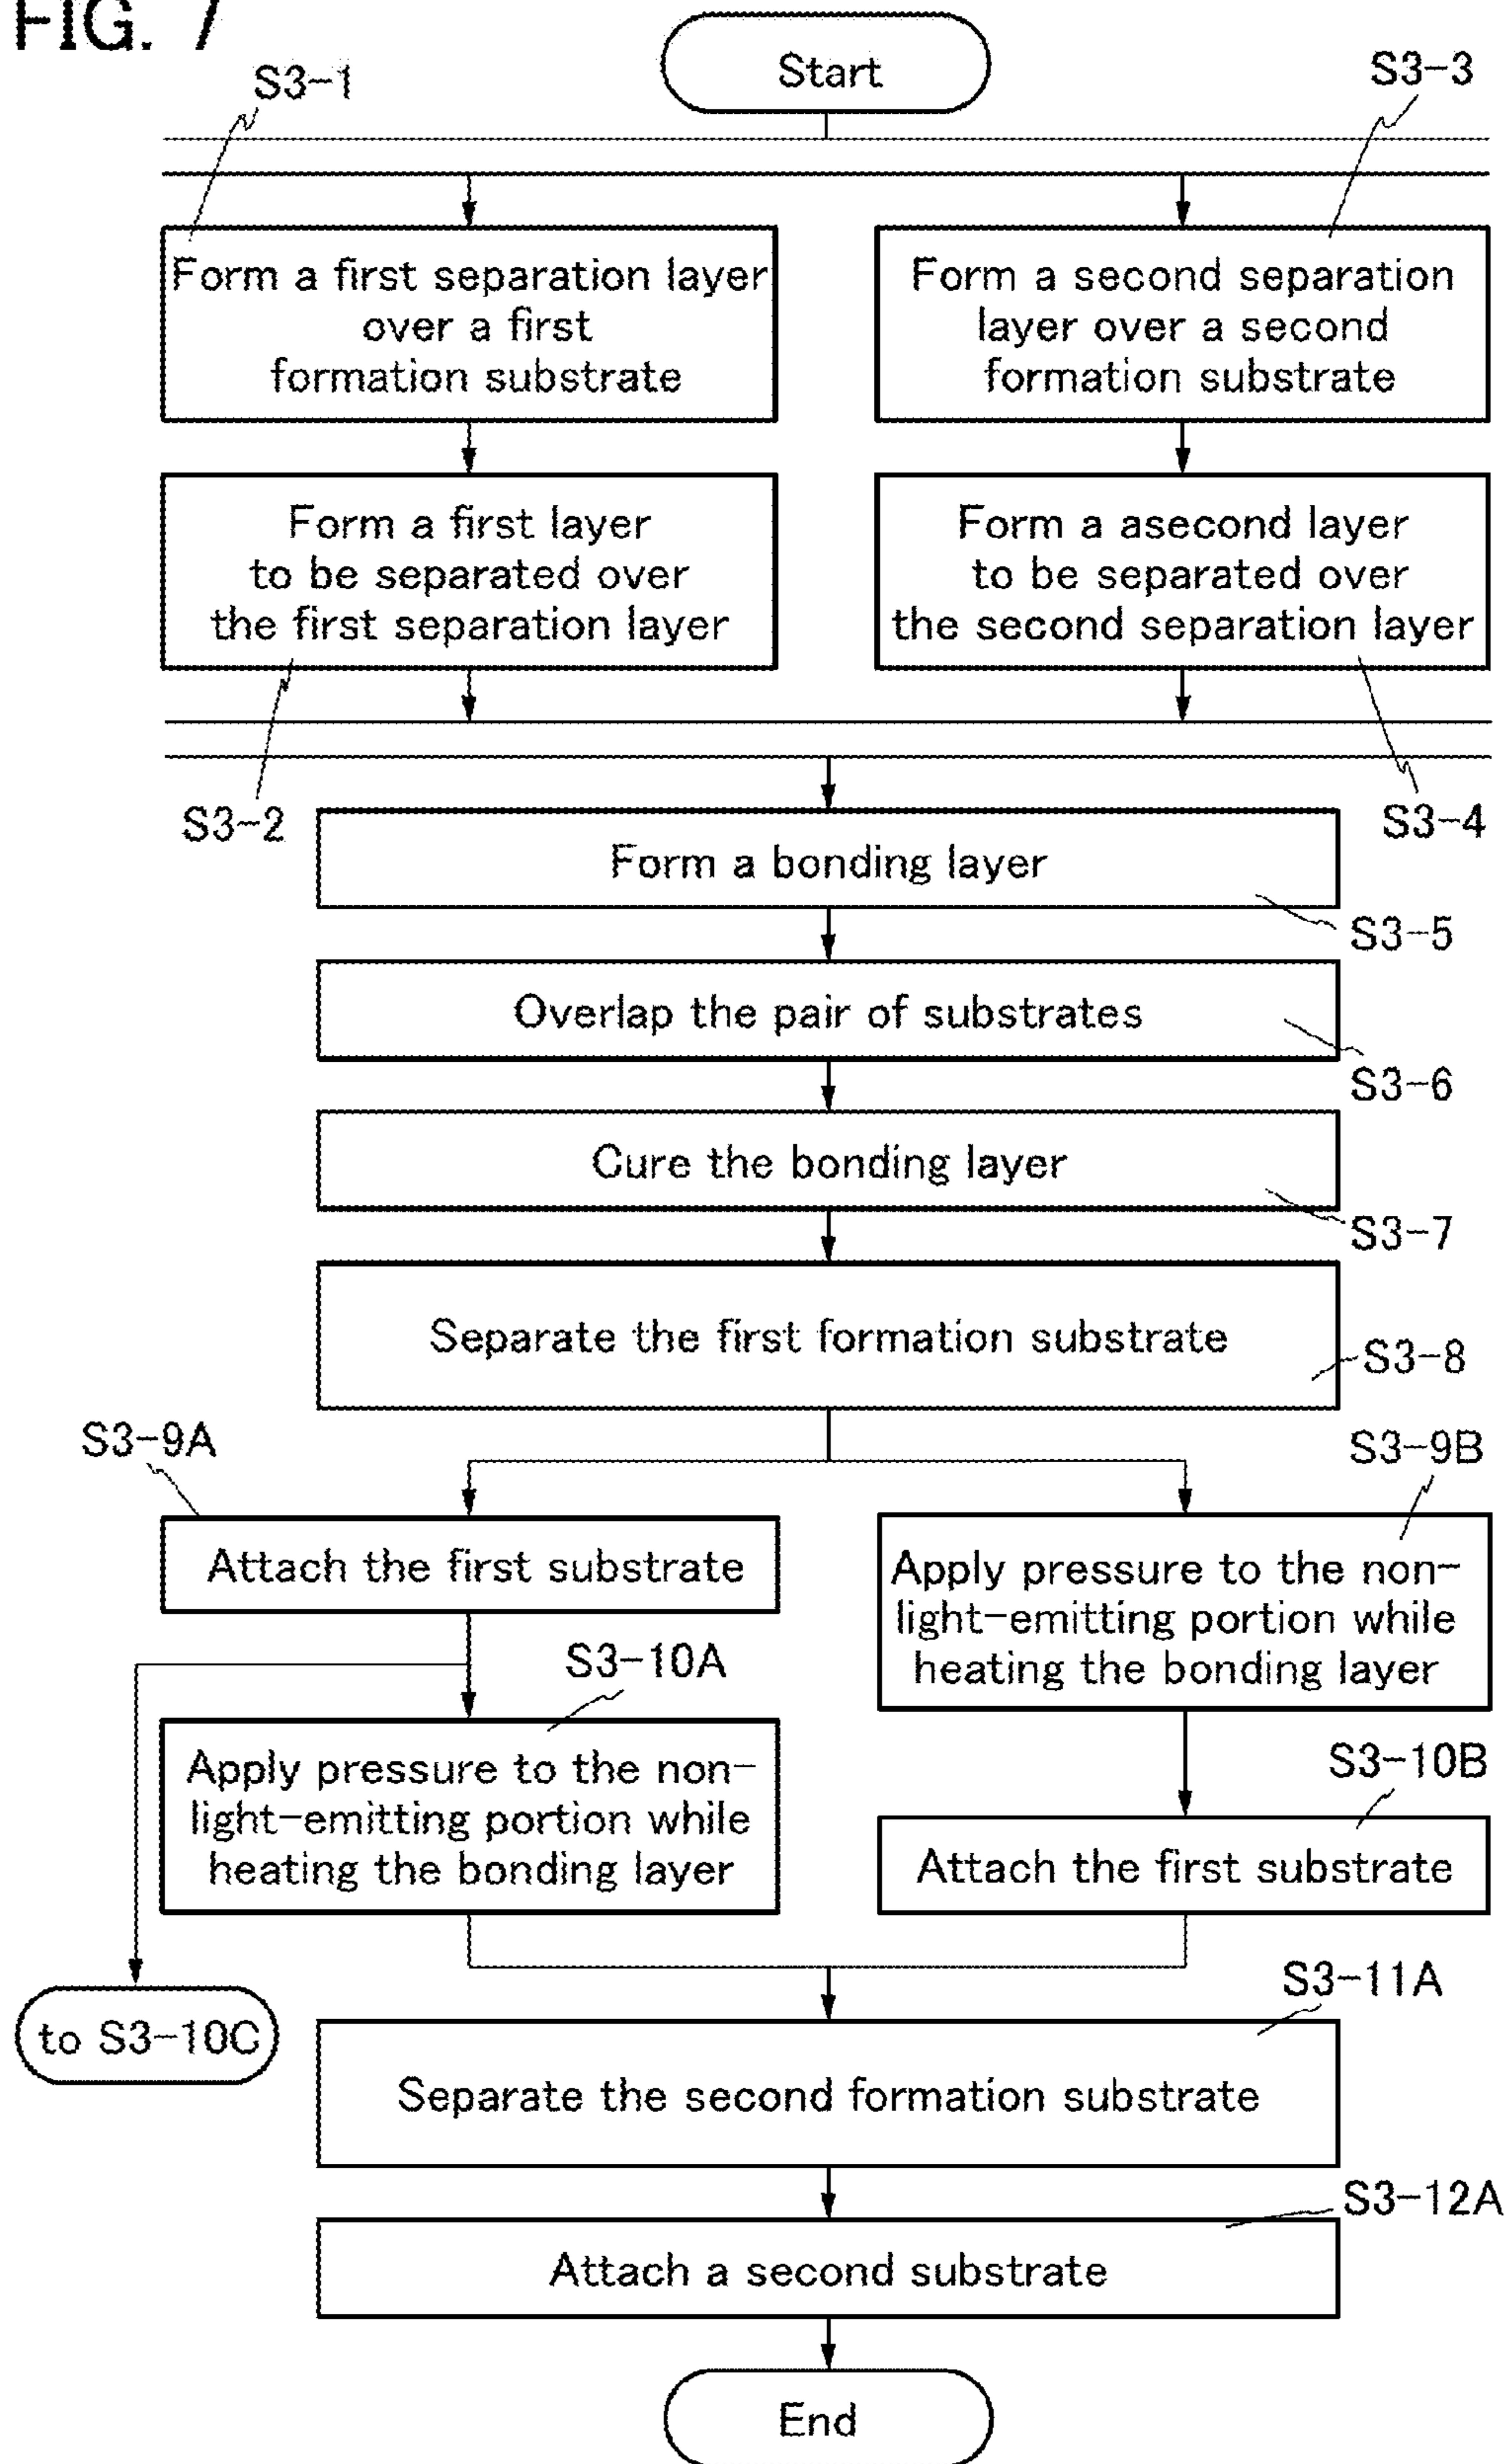 FIG. 7
Start
S3-1
S3-3
Form a first separation layer
over a first
formation substrate
Form a second separation
layer over a second
formation substrate
Form a first layer
to be separated over
the first separation layer
Form a asecond layer
to be separated over
the second separation layer
S3-2
S3-4
Form a bonding layer
S3-5
Overlap the pair of substrates
S3-6
Cure the bonding layer
S3-7
Separate the first formation substrate
S3-8
S3-9A
S3-9B
Attach the first substrate
Apply pressure to the non-
light-emitting portion while
heating the bonding layer
S3-10A
Apply pressure to the non-
light-emitting portion while
heating the bonding layer
S3-10B
Attach the first substrate
to S3-10C
S3-11A
Separate the second formation substrate
S3-12A
Attach a second substrate
End